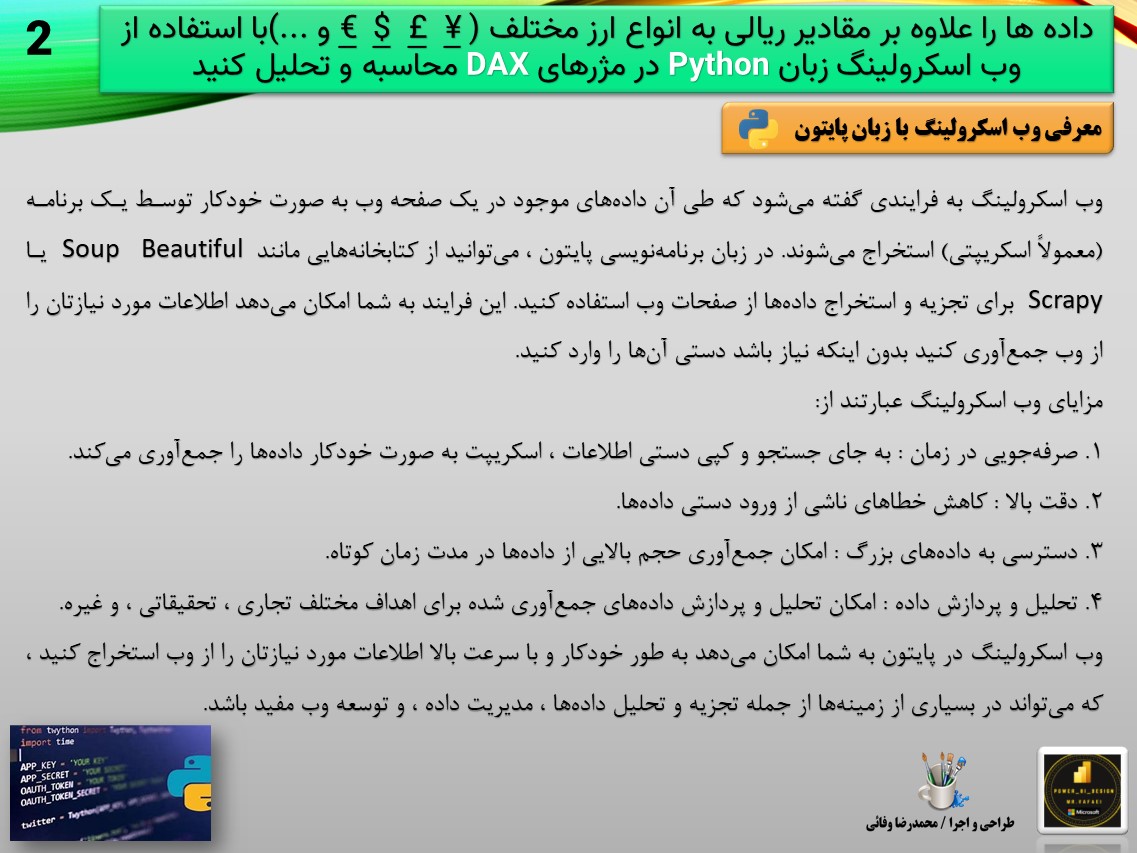 2
داده ها را علاوه بر مقادیر ریالی به انواع ارز مختلف (¥ £ $ € و ...)با استفاده از
وب اسکرولینگ زبان Python در مژرهای DAX محاسبه و تحلیل کنید
معرفی وب اسکرولینگ با زبان پایتون
وب اسکرولینگ به فرایندی گفته می‌شود که طی آن داده‌های موجود در یک صفحه وب به صورت خودکار توسط یک برنامه
(معمولاً اسکریپتی) استخراج می‌شوند. در زبان برنامه‌نویسی پایتون ، می‌توانید از کتابخانه‌هایی مانند Soup Beautiful یا
Scrapy برای تجزیه و استخراج داده‌ها از صفحات وب استفاده کنید. این فرایند به شما امکان می‌دهد اطلاعات مورد نیازتان را
از وب جمع‌آوری کنید بدون اینکه نیاز باشد دستی آن‌ها را وارد کنید.
مزایای وب اسکرولینگ عبارتند از:
۱. صرفه‌جویی در زمان : به جای جستجو و کپی دستی اطلاعات ، اسکریپت به صورت خودکار داده‌ها را جمع‌آوری می‌کند.
۲. دقت بالا : کاهش خطاهای ناشی از ورود دستی داده‌ها.
۳. دسترسی به داده‌های بزرگ : امکان جمع‌آوری حجم بالایی از داده‌ها در مدت زمان کوتاه.
۴. تحلیل و پردازش داده : امکان تحلیل و پردازش داده‌های جمع‌آوری شده برای اهداف مختلف تجاری ، تحقیقاتی ، و غیره.
وب اسکرولینگ در پایتون به شما امکان می‌دهد به طور خودکار و با سرعت بالا اطلاعات مورد نیازتان را از وب استخراج کنید ،
که می‌تواند در بسیاری از زمینه‌ها از جمله تجزیه و تحلیل داده‌ها ، مدیریت داده ، و توسعه وب مفید باشد.
from twython import
import time
APP_KEY = 'YOUR KEY'
APP_SECRET = 'YOUR SECRET'
OAUTH_TOKEN = 'YOUR TOKEN'
OAUTH_TOKEN_SECRET =
twitter = Twython(
طراحی و اجرا / محمدرضا وفائی
POWER_BI_DESIGN
Microsoft